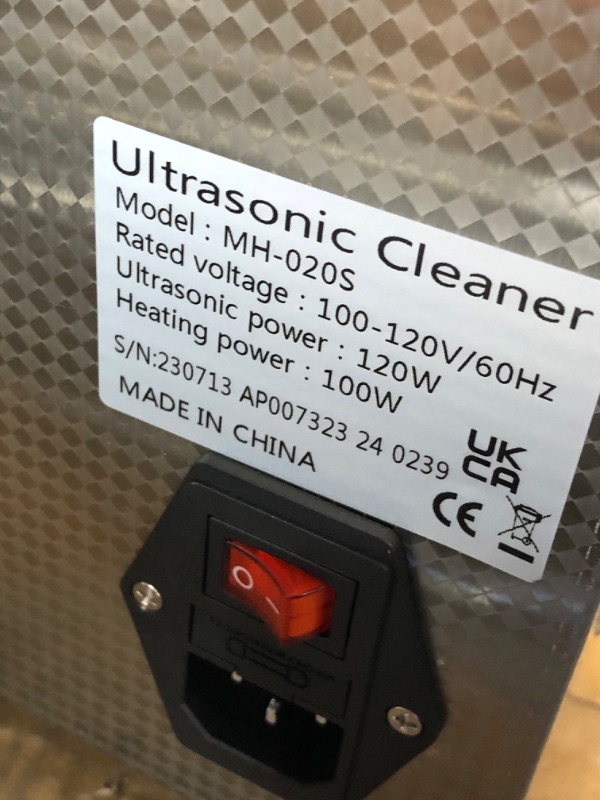 Ultrasonic Cleaner
Model : MH-020S
Rated voltage : 100-120V/60Hz
Ultrasonic power : 120W
Heating power : 100W
S/N:230713 AP007323 24 0239
MADE IN CHINA
UK
CA
CE